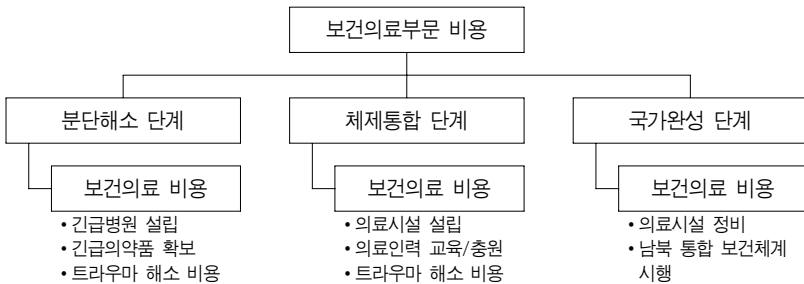 보건의료부문 비용
분단해소 단계
체제통합 단계
국가완성 단계
보건의료 비용
• 긴급병원 설립
• 긴급의약품 확보
• 트라우마 해소 비용
보건의료 비용
• 의료시설 설립
• 의료인력 교육/충원
• 트라우마 해소 비용
보건의료 비용
• 의료시설 정비
• 남북 통합 보건체계
시행